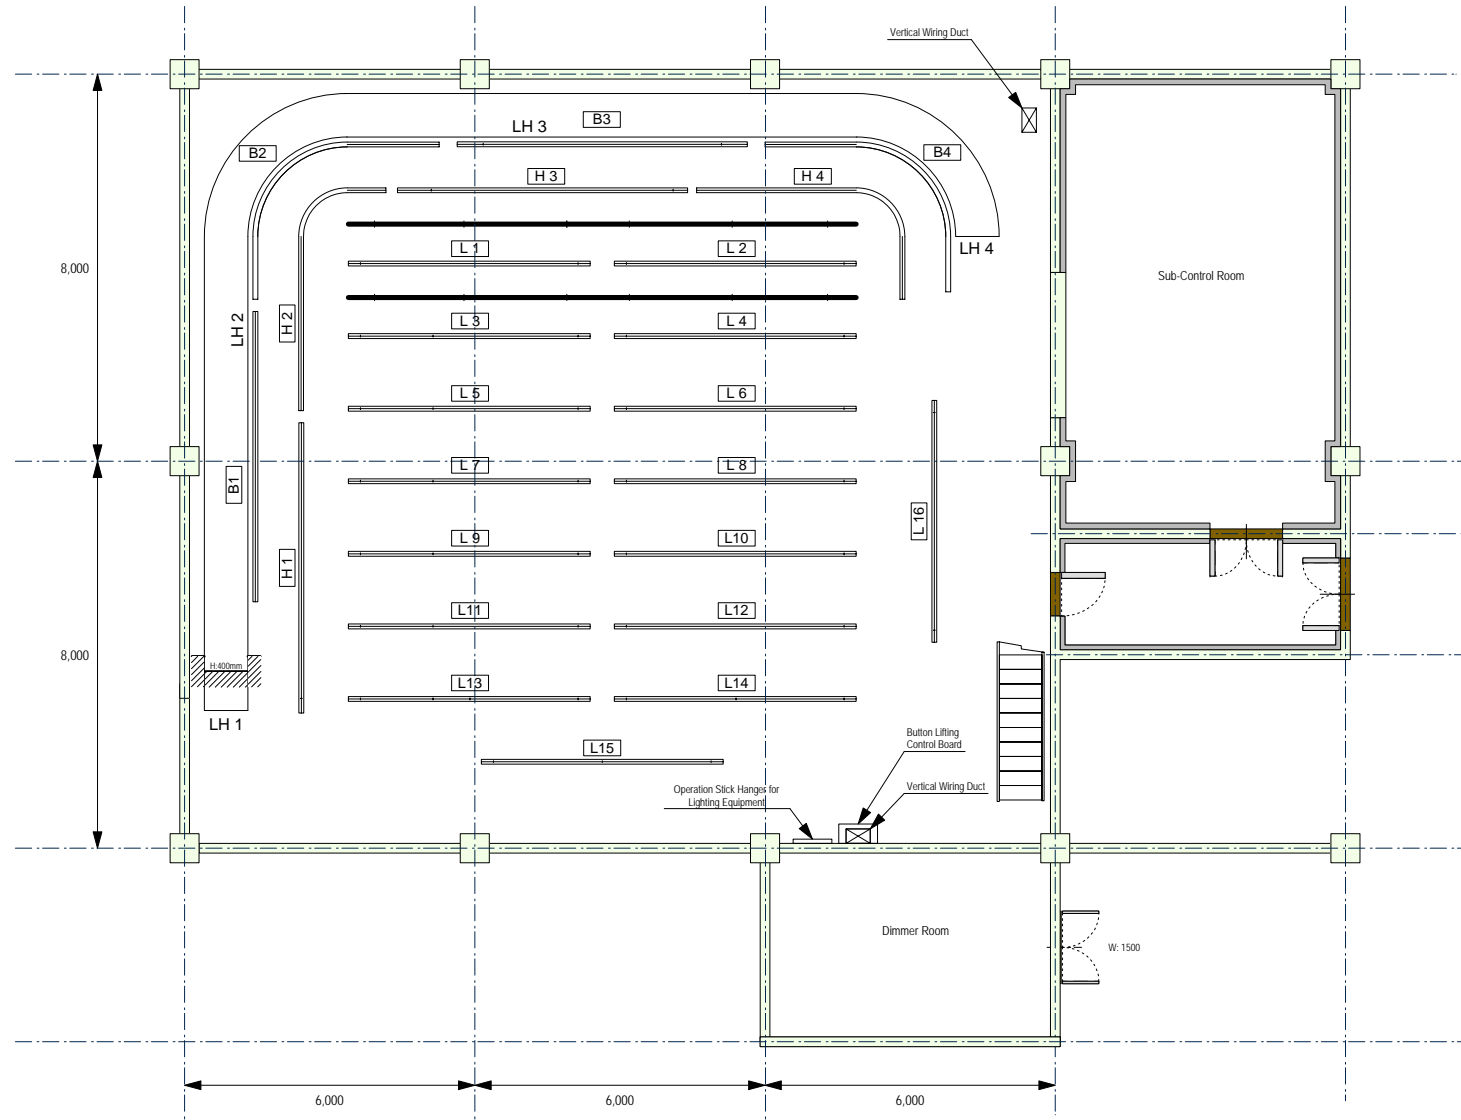 Vertical Wiring Duct
B3
LH 3
B2
B4
H 3
H 4
L 1
L 2
LH 4
8,000
Sub-Control Room
LH 2
H 2
L 3
L 4
L 5
L 6
L 7
L 8
B1
L 16
L 9
L10
H 1
L11
L12
H:400mm
L13
L14
LH 1
Button Lifting
Control Board
L15
8,000
Operation Stick Hanger for
Lighting Equipment
Vertical Wiring Duct
Dimmer Room
W: 1500
6,000
6,000
6,000